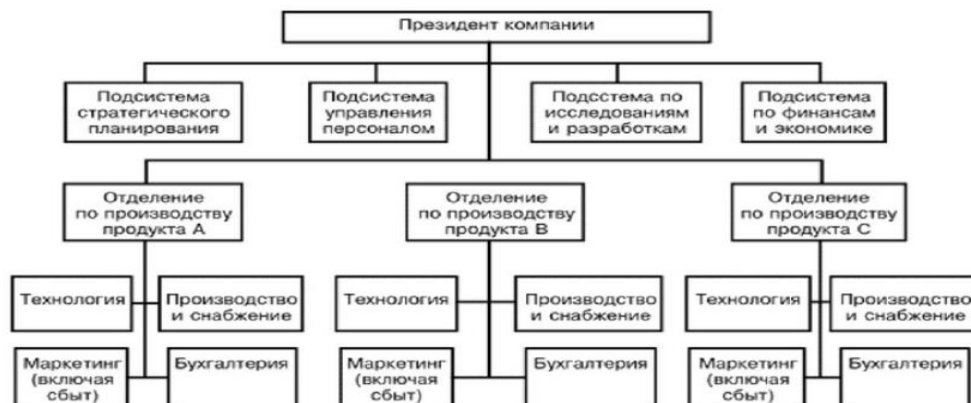 Президент компании
Подсистема
стратегического
планирования
Подсистема
управления
персоналом
Подсстема по
исследованиям
и разработкам
Подсистема
по финансам
и экономике
Отделение
по производству
продукта А
Отделение
по производству
продукта В
Отделение
по производству
продукта С
Технология
Производство
и снабжение
Технология
Производство
и снабжение
Технология
Производство
и снабжение
Маркетинг
(включая
сбыт)
Бухгалтерия
Маркетинг
(включая
сбыт)
Бухгалтерия
Маркетинг
(включая
сбыт)
Бухгалтерия